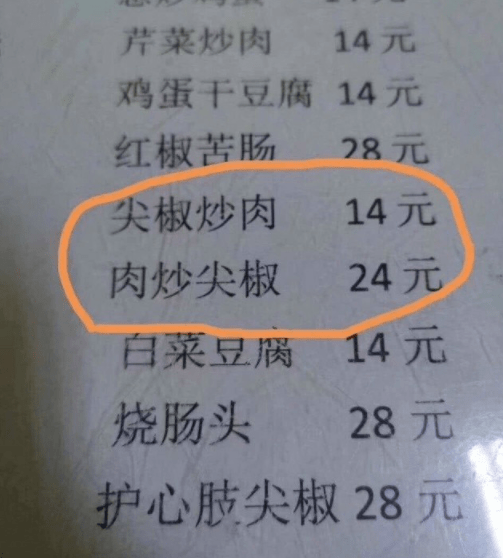 芹菜炒肉 14元
鸡蛋干豆腐 14元
红椒苦肠 28元
尖椒炒肉 14元
肉炒尖椒 24元
白菜豆腐 14元
烧肠头 28元
护心肢尖椒 28元